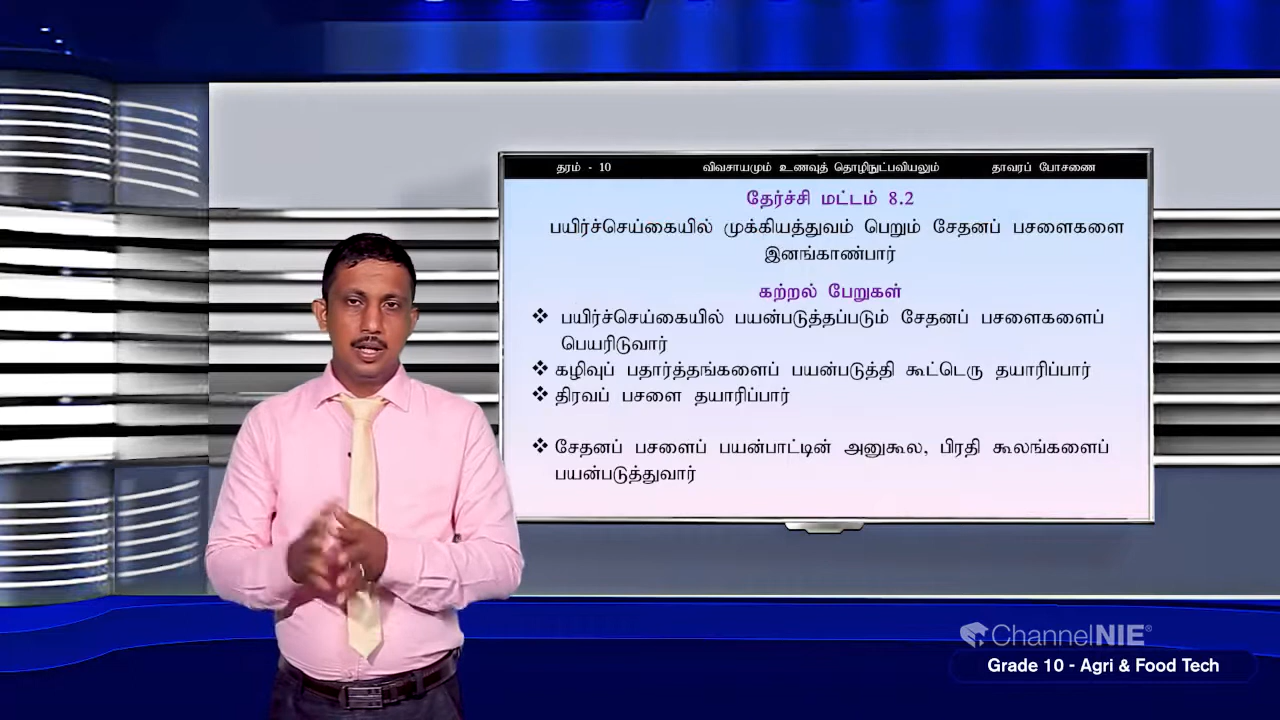 தரம் - 10 விவசாயமும் உணவுத் தொழிநுட்பவியலும் தாவரப் போசணை
தேர்ச்சி மட்டம் 8.2
பயிர்ச்செய்கையில் முக்கியத்துவம் பெறும் சேதனப் பசளைகளை
இனங்காண்பார்
கற்றல் பேறுகள்
❖ பயிர்ச்செய்கையில் பயன்படுத்தப்படும் சேதனப் பசளைகளைப்
பெயரிடுவார்
❖ கழிவுப் பதார்த்தங்களைப் பயன்படுத்தி கூட்டெரு தயாரிப்பார்
❖ திரவப் பசளை தயாரிப்பார்
❖ சேதனப் பசளைப் பயன்பாட்டின் அனுகூல, பிரதி கூலங்களைப்
பயன்படுத்துவார்
ChannelNIE®
Grade 10 - Agri & Food Tech